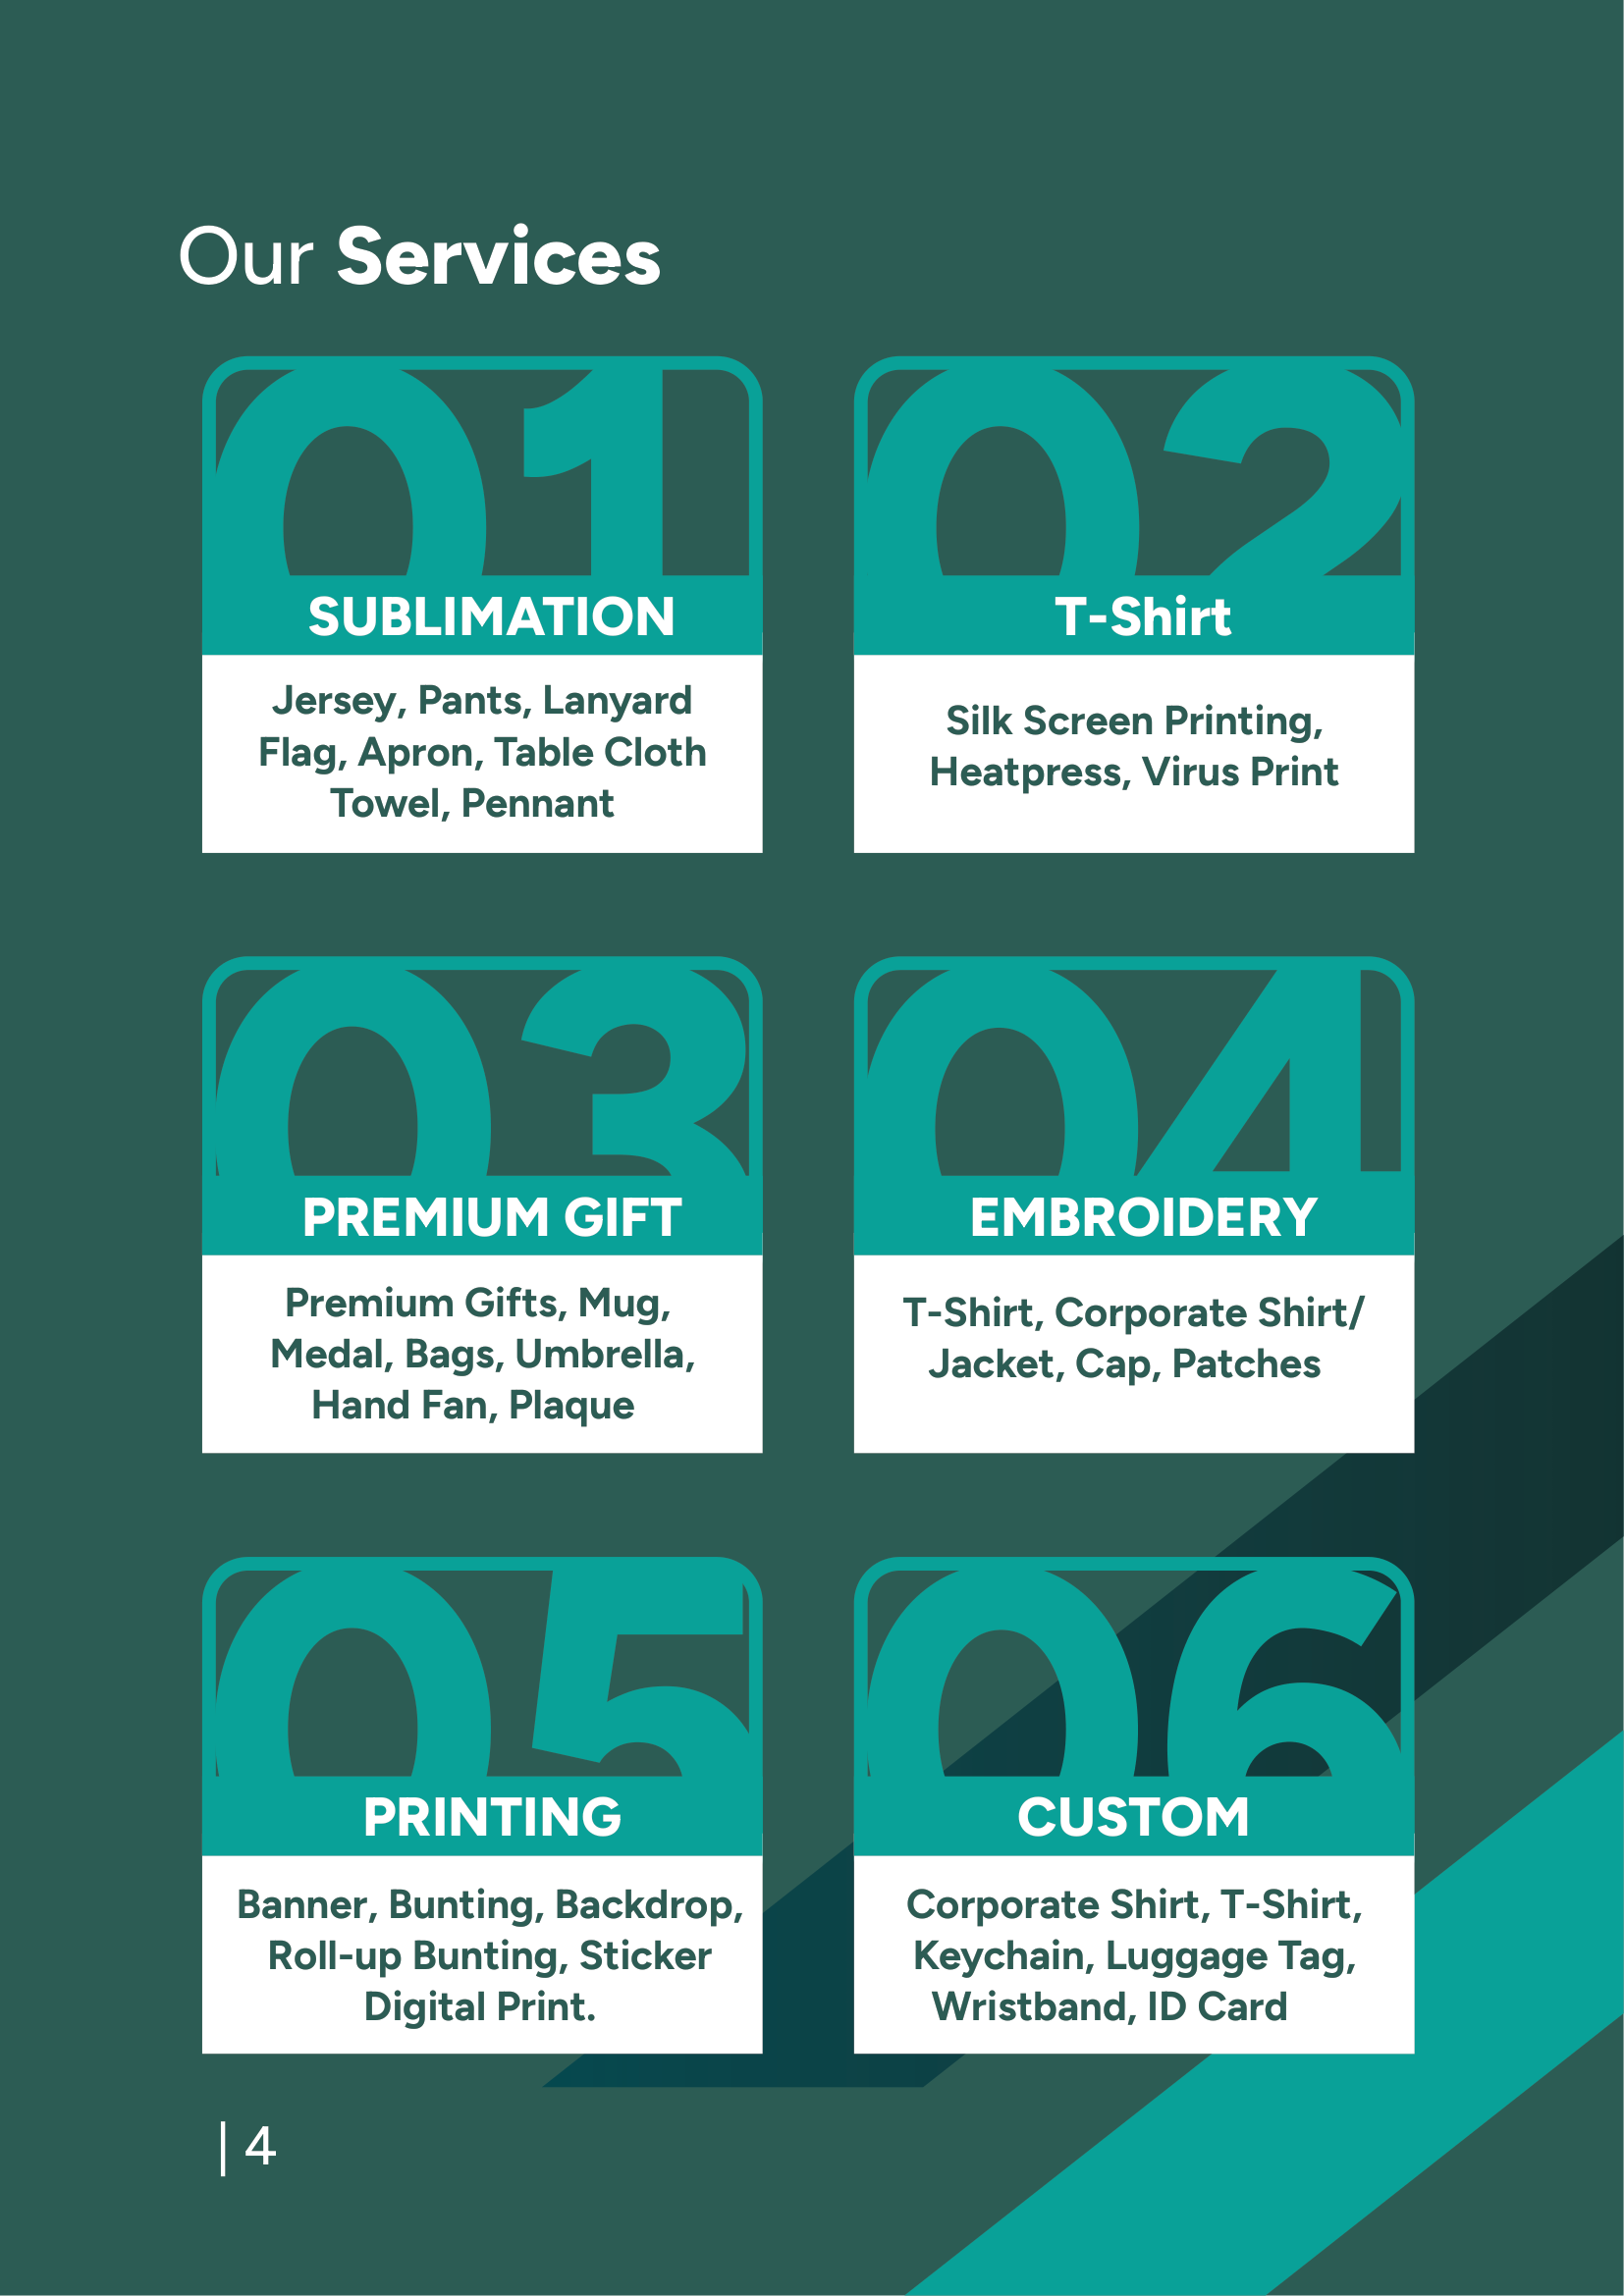 Our Services
01
SUBLIMATION
Jersey, Pants, Lanyard
Flag, Apron, Table Cloth
Towel, Pennant
02
T-Shirt
Silk Screen Printing,
Heatpress, Virus Print
03
PREMIUM GIFT
Premium Gifts, Mug,
Medal, Bags, Umbrella,
Hand Fan, Plaque
04
EMBROIDERY
T-Shirt, Corporate Shirt/
Jacket, Cap, Patches
05
PRINTING
Banner, Bunting, Backdrop,
Roll-up Bunting, Sticker
Digital Print.
06
CUSTOM
Corporate Shirt, T-Shirt,
Keychain, Luggage Tag,
Wristband, ID Card
| 4